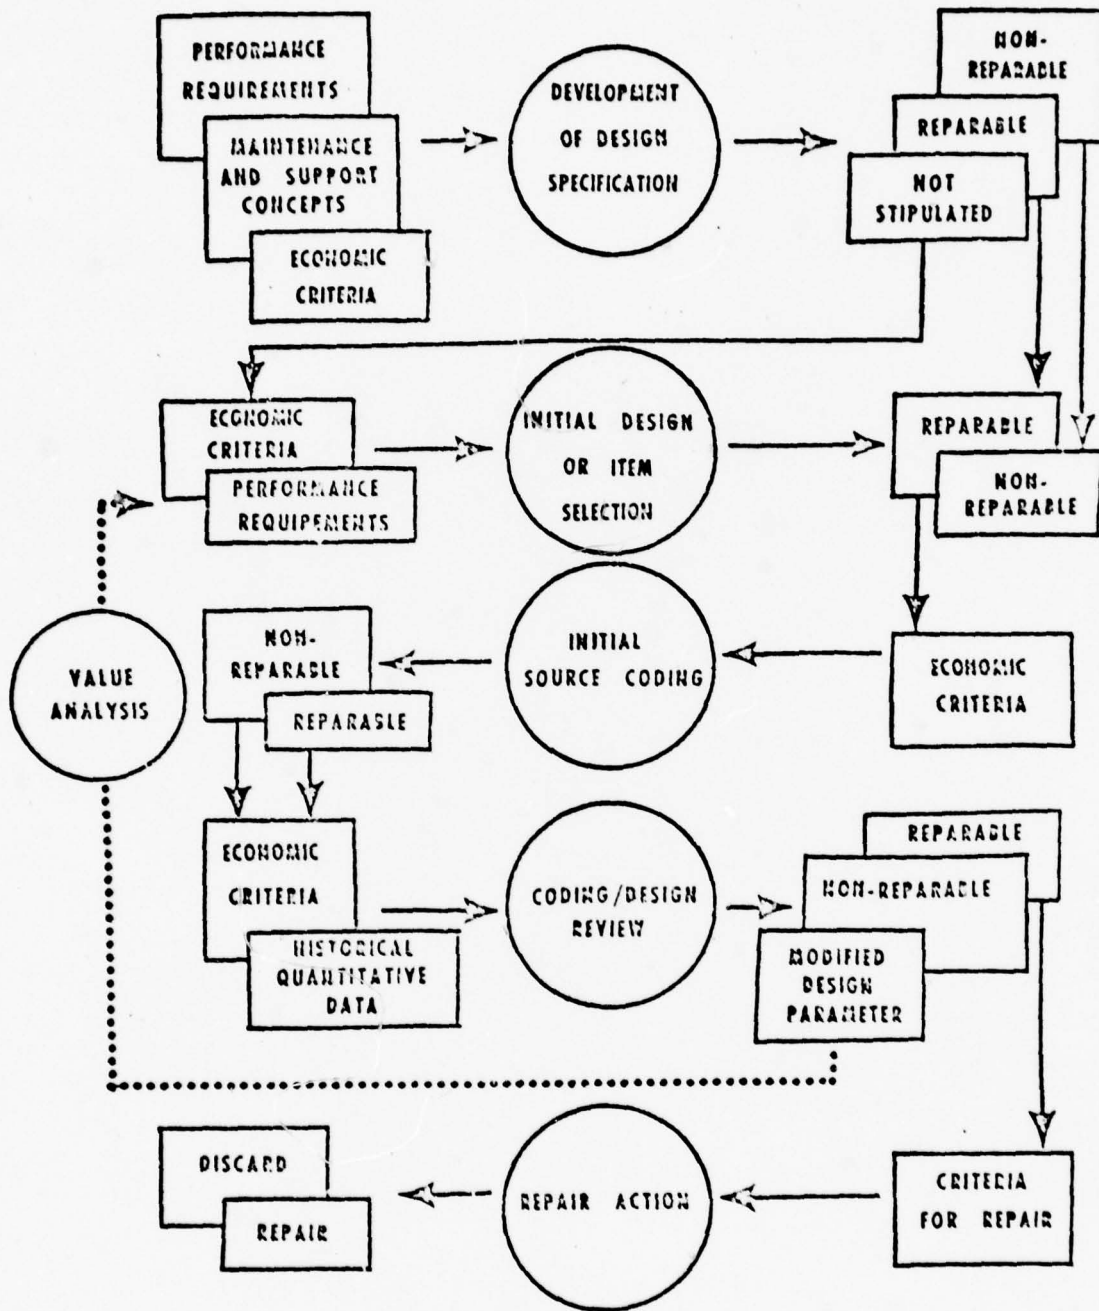 PERFORMANCE
REQUIREMENTS
MAINTENANCE
AND SUPPORT
CONCEPTS
ECONOMIC
CRITERIA
DEVELOPMENT
OF DESIGN
SPECIFICATION
NON-
REPARABLE
REPARABLE
NOT
STIPULATED
ECONOMIC
CRITERIA
PERFORMANCE
REQUIPEMENTS
INITIAL DESIGN
OR ITEM
SELECTION
REPARABLE
NON-
REPARABLE
VALUE
ANALYSIS
NON-
REPARABLE
REPARABLE
INITIAL
SOURCE CODING
ECONOMIC
CRITERIA
ECONOMIC
CRITERIA
HISTORICAL
QUANTITATIVE
DATA
CODING/DESIGN
REVIEW
REPARABLE
NON-REPARABLE
MODIFIED
DESIGN
PARAMETER
DISCARD
REPAIR
REPAIR ACTION
CRITERIA
FOR REPAIR